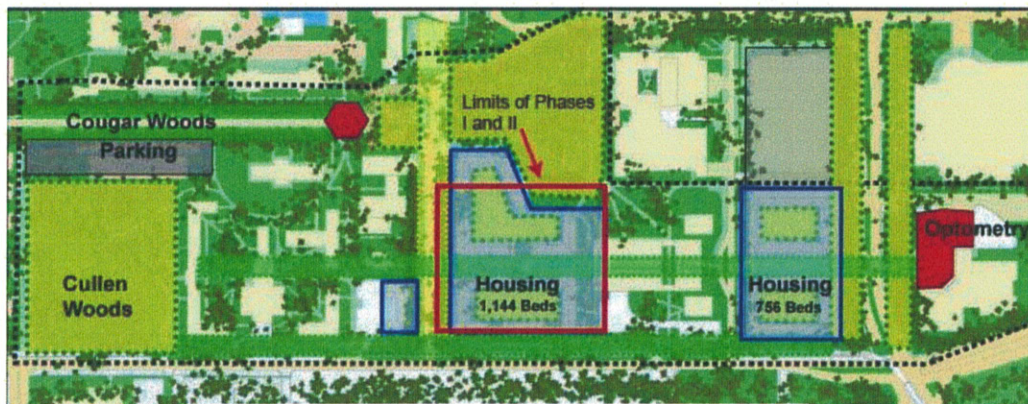 Cougar Woods
Parking
Limits of Phases
I and II
Optometry
Cullen
Woods
Housing
1,144 Beds
Housing
756 Beds